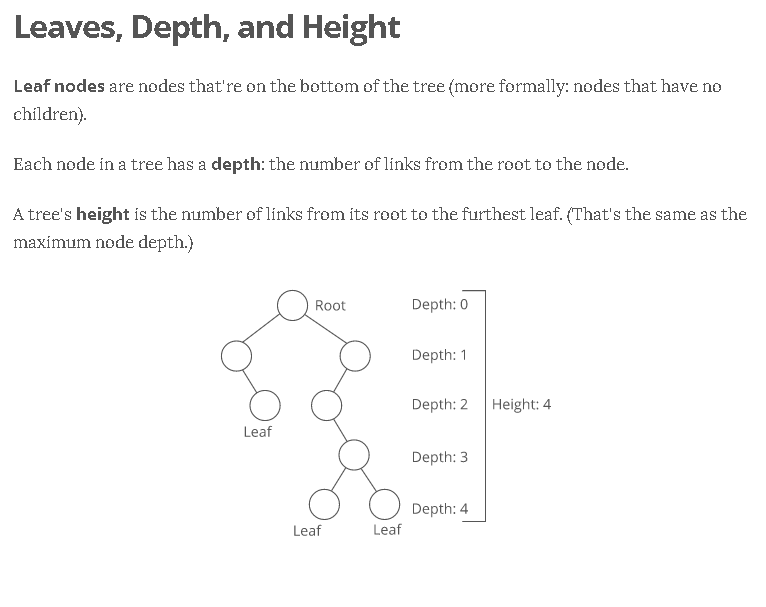 Leaves, Depth, and Height
Leaf nodes are nodes that're on the bottom of the tree (more formally: nodes that have no
children).
Each node in a tree has a depth: the number of links from the root to the node.
A tree's height is the number of links from its root to the furthest leaf. (That's the same as the
maximum node depth.)
Root
Depth: 0
Depth: 1
Depth: 2
Height: 4
Leaf
Depth: 3
Depth: 4
Leaf
Leaf